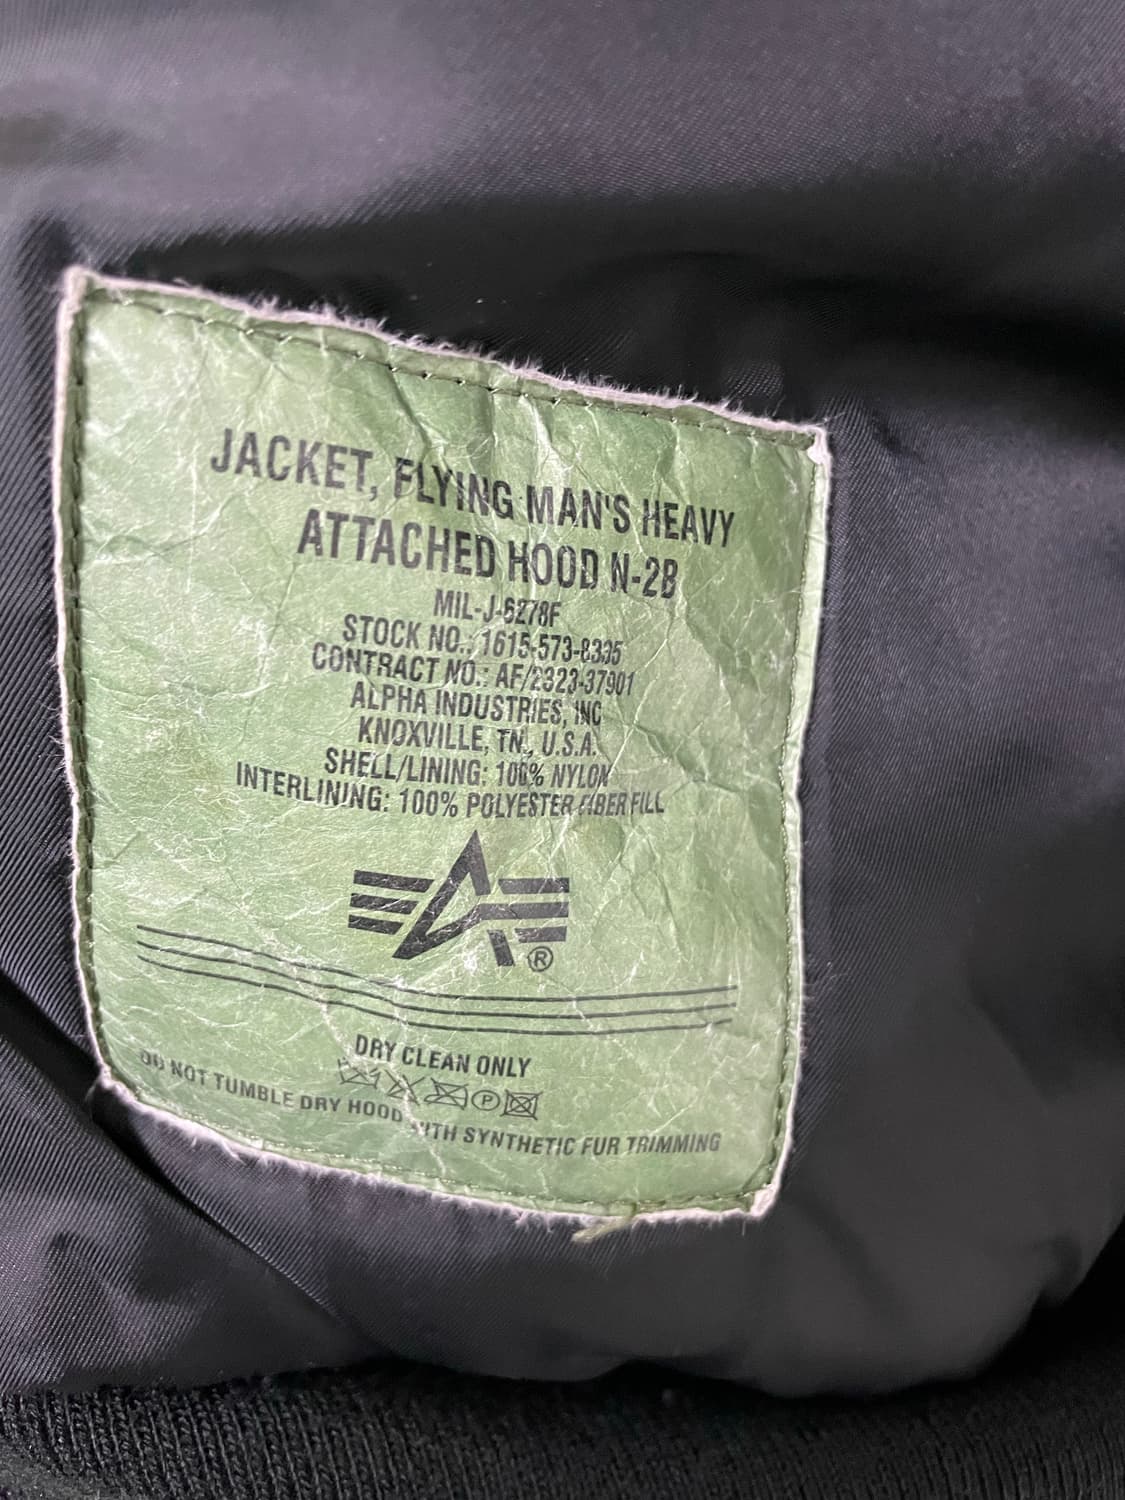 JACKET, FLYING MAN'S HEAVY
ATTACHED HOOD N-2B
MIL-J-6278F
STOCK NO.: 1615-573-8335
CONTRACT NO.: AF/2323-37901
ALPHA INDUSTRIES, INC
KNOXVILLE, TN., U.S.A.
SHELL/LINING: 100% NYLON
INTERLINING: 100% POLYESTER FIBER FILL
®
DRY CLEAN ONLY
P
DO NOT TUMBLE DRY HOOD WITH SYNTHETIC FUR TRIMMING